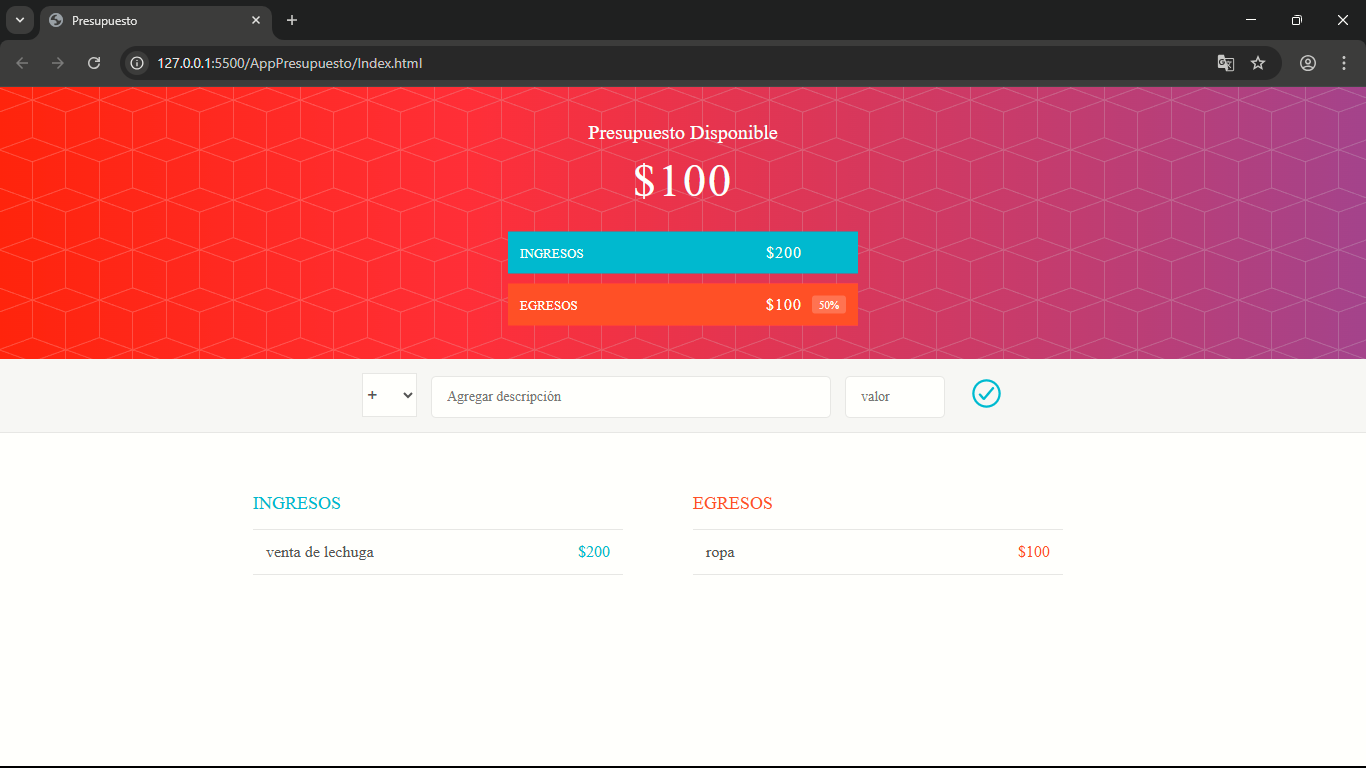 Presupuesto
127.0.0.1:5500/AppPresupuesto/Index.html
Presupuesto Disponible
$100
INGRESOS $200
EGRESOS $100 50%
+ Agregar descripción valor
INGRESOS
venta de lechuga $200
EGRESOS
ropa $100